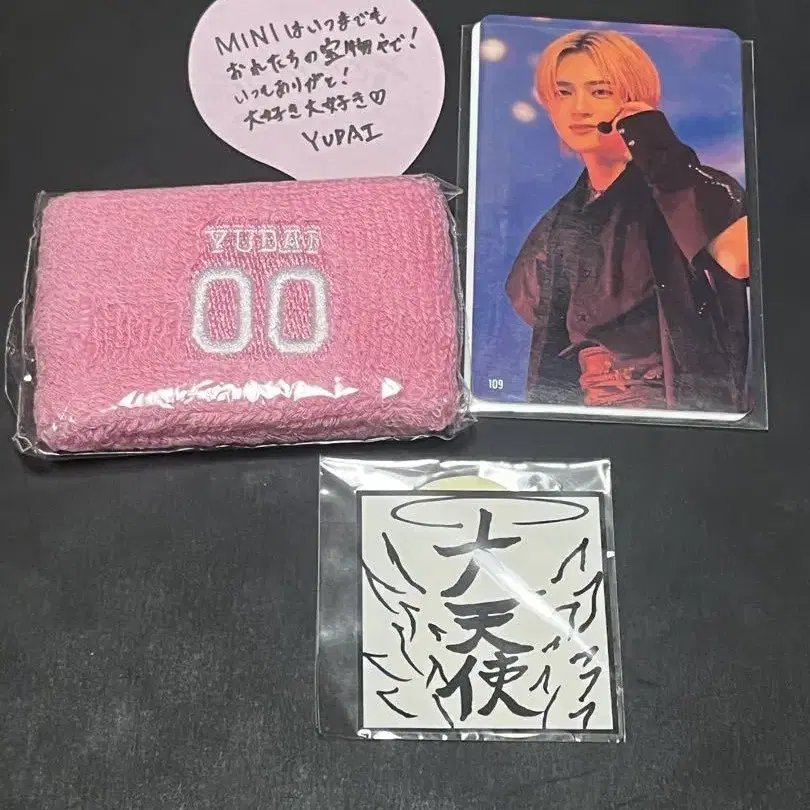 MINIはいつまでも
おれたちの宝物やで！
いつもありがと！
大好き大好き♡
YUDAI
YUDAI
00
109
大天使